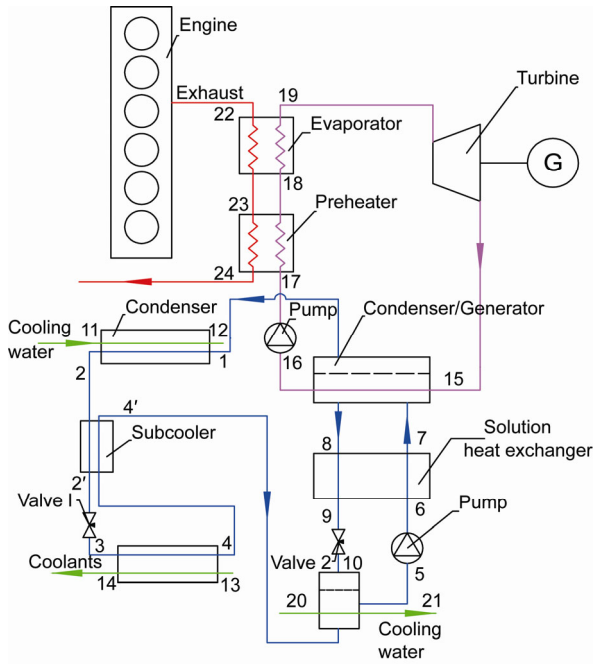 Engine
Turbine
Exhaust
19
22
Evaporator
G
18
23
Preheater
24
17
Condenser
Pump
Condenser/Generator
Cooling
water
11
12
1
16
15
2
4′
8
7
Solution
heat exchanger
Subcooler
2′
9
6
Pump
Valve I
3
4
Valve 2
10
5
Coolants
14
13
20
21
Cooling
water